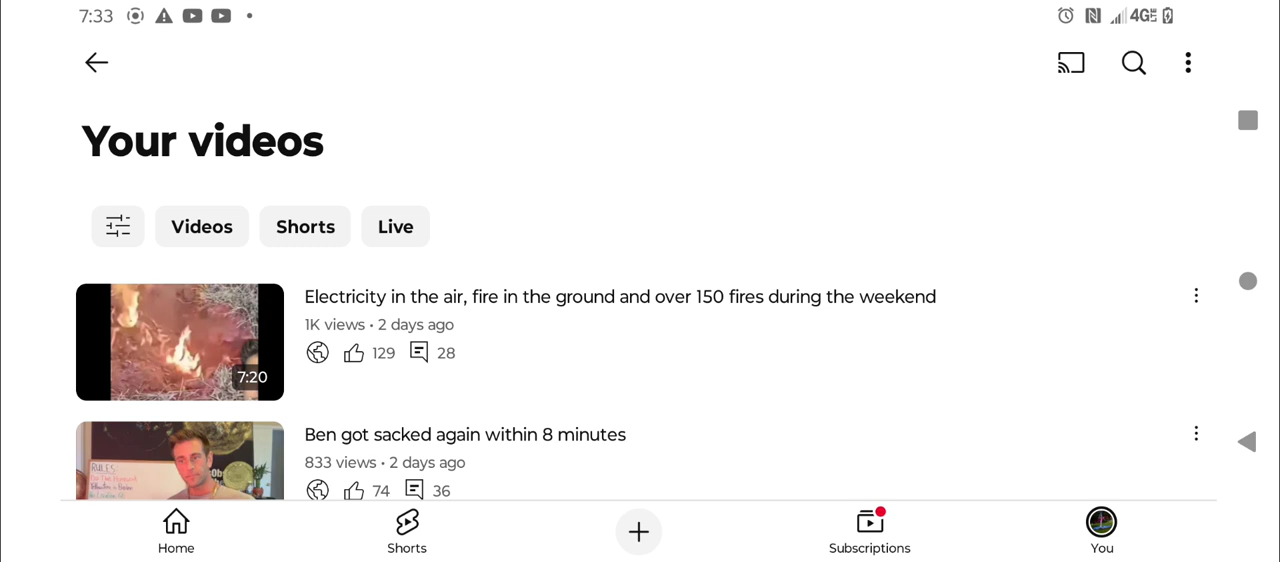 7:33
4G
Your videos
Videos
Shorts
Live
Electricity in the air, fire in the ground and over 150 fires during the weekend
1K views • 2 days ago
129
28
7:20
Ben got sacked again within 8 minutes
833 views • 2 days ago
74
36
RULES
Home
Shorts
Subscriptions
You